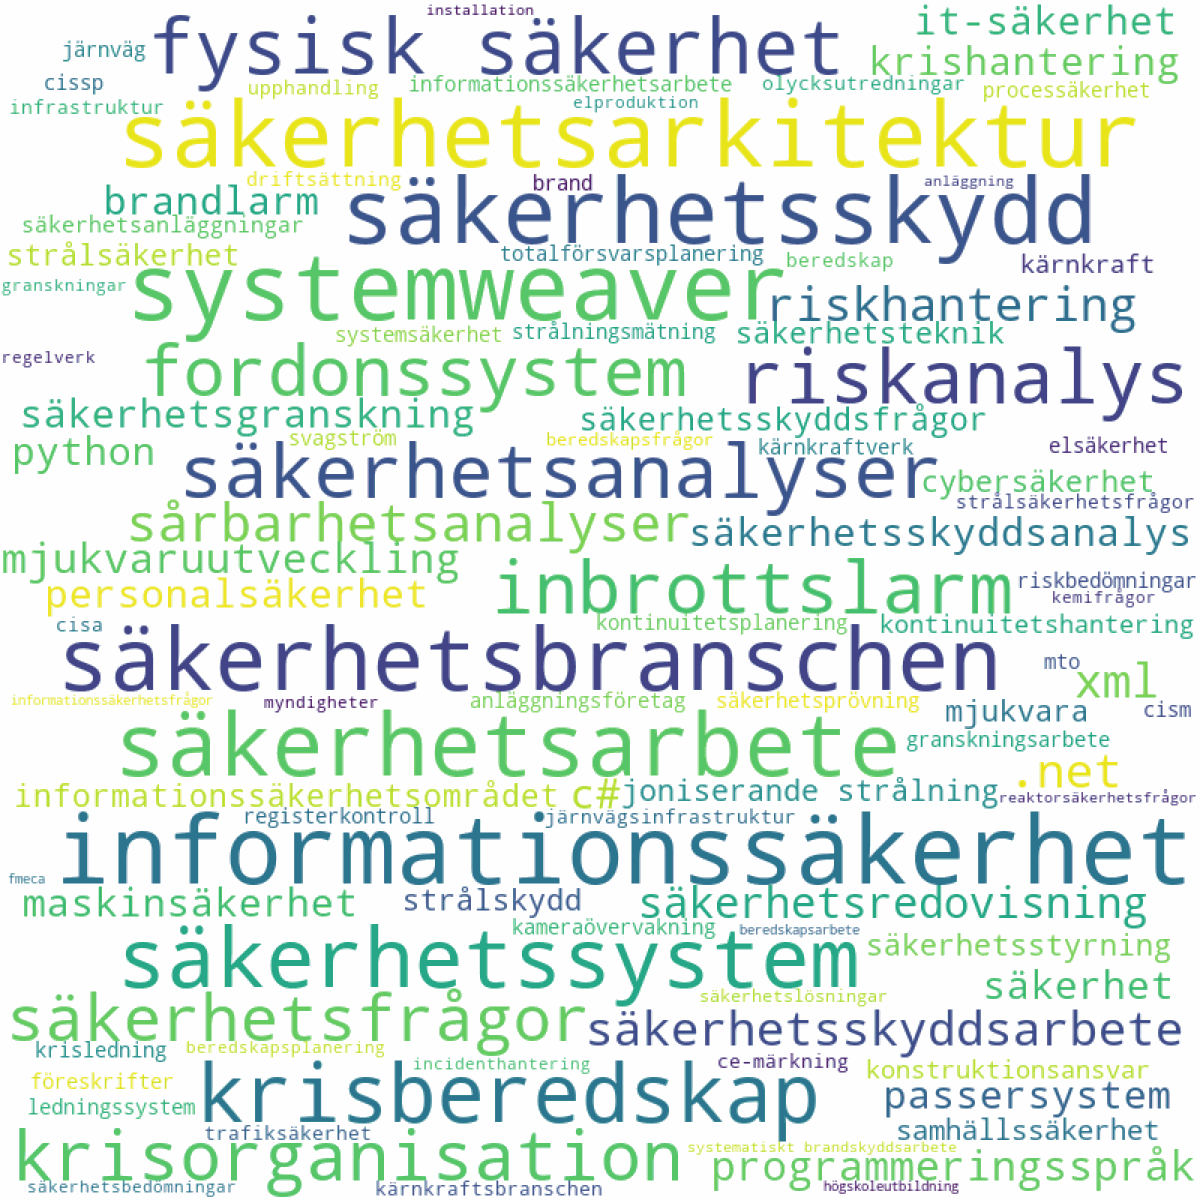 installation
fysisk säkerhet
it-säkerhet
järnväg
krishantering
cissp
upphandling
informationssäkerhetsarbete
olycksutredningar
processäkerhet
infrastruktur
elproduktion
säkerhetsarkitektur
driftsättning
brand
anläggning
brandlarm
säkerhetsskydd
säkerhetsanläggningar
strålsäkerhet
totalförsvarsplanering
beredskap
kärnkraft
granskningar
systemweaver
riskhantering
systemsäkerhet
strålningsmätning
säkerhetsteknik
regelverk
fordonssystem
riskanalys
säkerhetsgranskning
säkerhetsskyddsfrågor
python
svagström
beredskapsfrågor
kärnkraftverk
elsäkerhet
säkerhetsanalyser
cybersäkerhet
strålsäkerhetsfrågor
sårbarhetsanalyser
säkerhetsskyddsanalys
mjukvaruutveckling
inbrottslarm
riskbedömningar
personalsäkerhet
kemifrågor
cisa
kontinuitetsplanering
kontinuitetshantering
säkerhetsbranschen
mto
xml
informationssäkerhetsfrågor
myndigheter
anläggningsföretag
säkerhetsprövning
mjukvara
cism
säkerhetsarbete
granskningsarbete
.net
informationssäkerhetsområdet
c#
joniserande strålning
reaktorsäkerhetsfrågor
registerkontroll
järnvägsinfrastruktur
informationssäkerhet
fmeca
maskinsäkerhet
strålskydd
säkerhetsredovisning
kameraövervakning
beredskapsarbete
säkerhetssystem
säkerhetsstyrning
säkerhet
säkerhetslösningar
säkerhetsfrågor
säkerhetsskyddsarbete
krisledning
beredskapsplanering
incidenthantering
ce-märkning
konstruktionsansvar
föreskrifter
krisberedskap
passersystem
ledningssystem
trafiksäkerhet
samhällssäkerhet
krisorganisation
systematiskt brandskyddsarbete
programmeringsspråk
säkerhetsbedömningar
kärnkraftsbranschen
högskoleutbildning